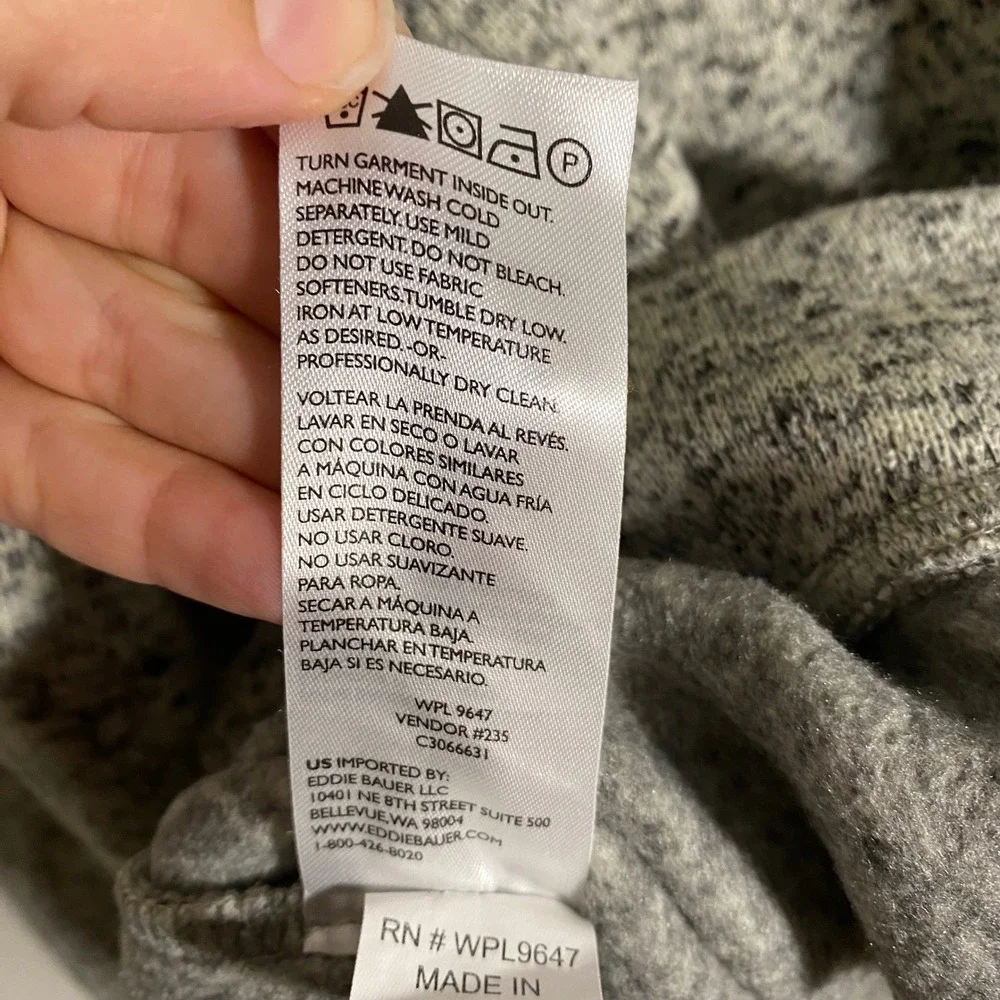 P
TURN GARMENT INSIDE OUT.
MACHINE WASH COLD
SEPARATELY. USE MILD
DETERGENT. DO NOT BLEACH.
DO NOT USE FABRIC
SOFTENERS.TUMBLE DRY LOW.
IRON AT LOW TEMPERATURE
AS DESIRED.-OR-
PROFESSIONALLY DRY CLEAN.
VOLTEAR LA PRENDA AL REVÉS.
LAVAR EN SECO O LAVAR
CON COLORES SIMILARES
A MÁQUINA CON AGUA FRÍA
EN CICLO DELICADO.
USAR DETERGENTE SUAVE.
NO USAR CLORO.
NO USAR SUAVIZANTE
PARA ROPA.
SECAR A MÁQUINA A
TEMPERATURA BAJA.
PLANCHAR EN TEMPERATURA
BAJA SI ES NECESARIO.
WPL 9647
VENDOR #235
C3066631
US IMPORTED BY:
EDDIE BAUER LLC
10401 NE 8TH STREET SUITE 500
BELLEVUE, WA 98004
WWW.EDDIEBAUER.COM
1-800-426-8020
RN # WPL9647
MADE IN